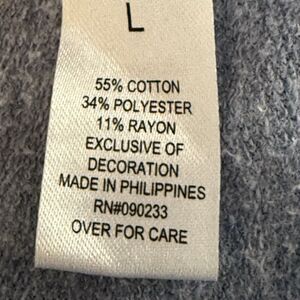 L
55% COTTON
34% POLYESTER
11% RAYON
EXCLUSIVE OF
DECORATION
MADE IN PHILIPPINES
RN#090233
OVER FOR CARE